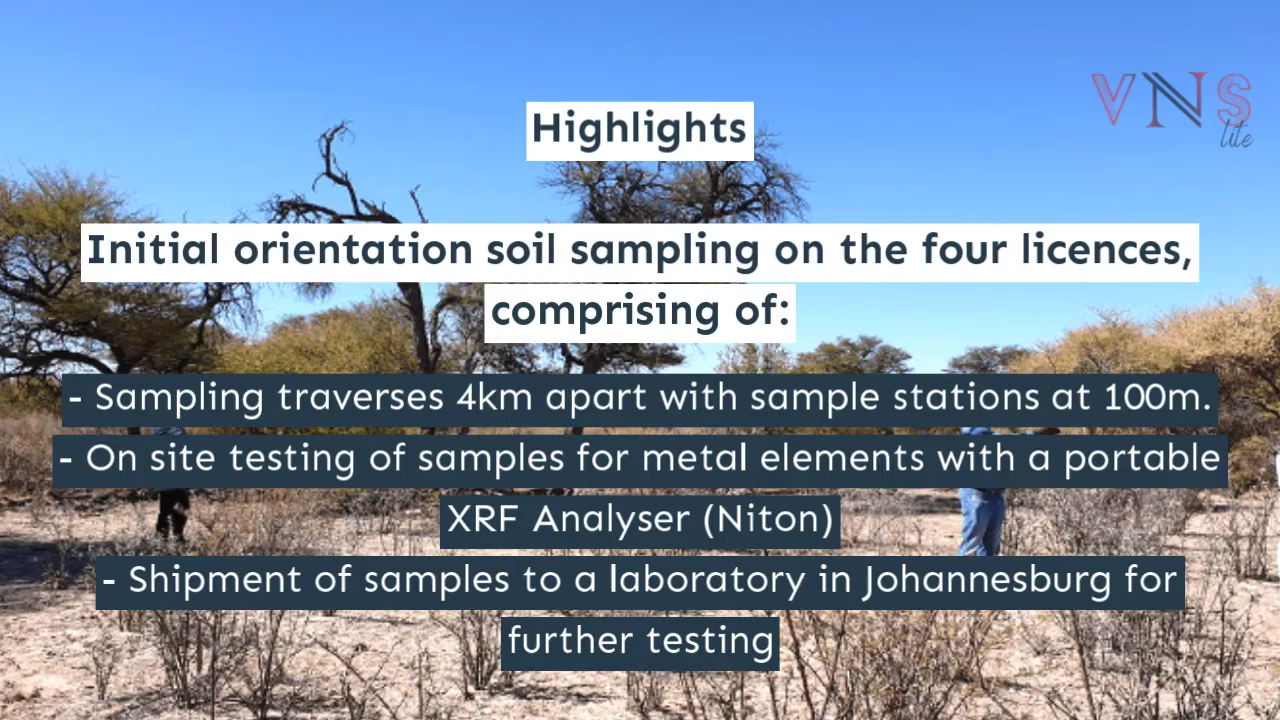 VNS
lite
Highlights
Initial orientation soil sampling on the four licences,
comprising of:
- Sampling traverses 4km apart with sample stations at 100m.
- On site testing of samples for metal elements with a portable
XRF Analyser (Niton)
- Shipment of samples to a laboratory in Johannesburg for
further testing